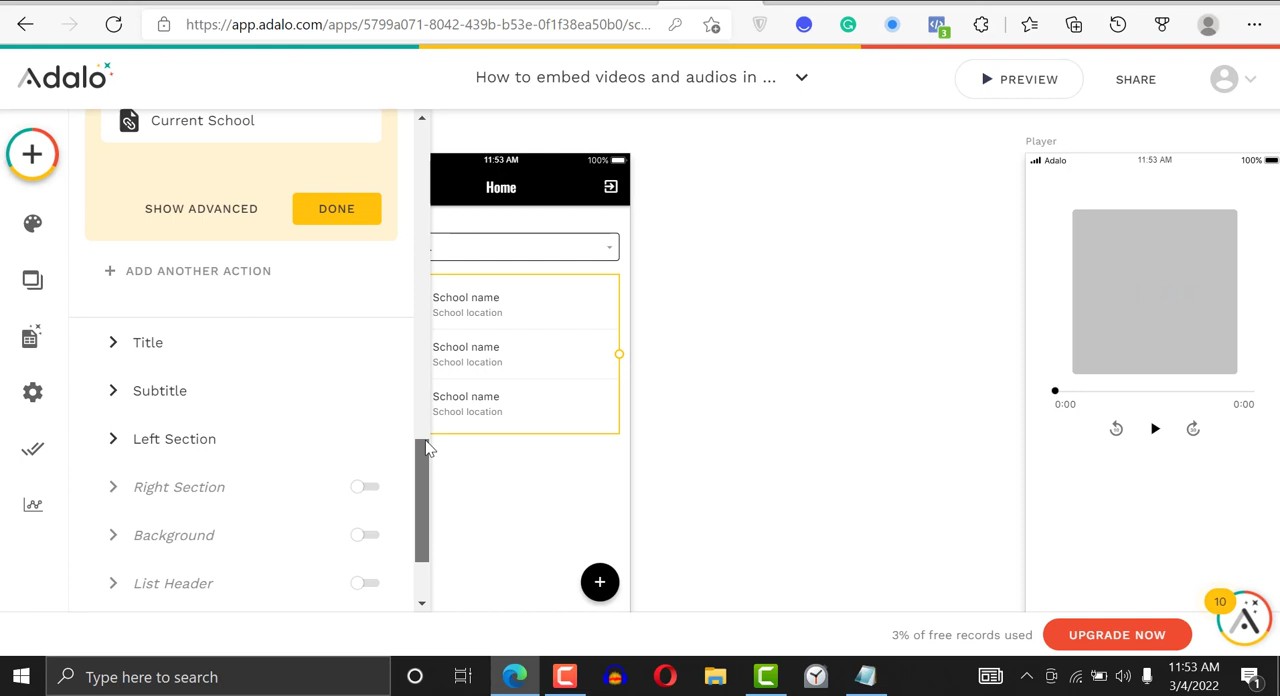 https://app.adalo.com/apps/5799a071-8042-439b-b53e-0f1f38ea50b0/sc...
3
Adalo
How to embed videos and audios in ...
PREVIEW
SHARE
Current School
SHOW ADVANCED
DONE
ADD ANOTHER ACTION
Title
Subtitle
Left Section
Right Section
Background
List Header
11:53 AM
100%
Home
School name
School location
School name
School location
School name
School location
+
Player
Adalo
11:53 AM
100%
0:00
0:00
10
3% of free records used
UPGRADE NOW
Type here to search
11:53 AM
3/4/2022
1